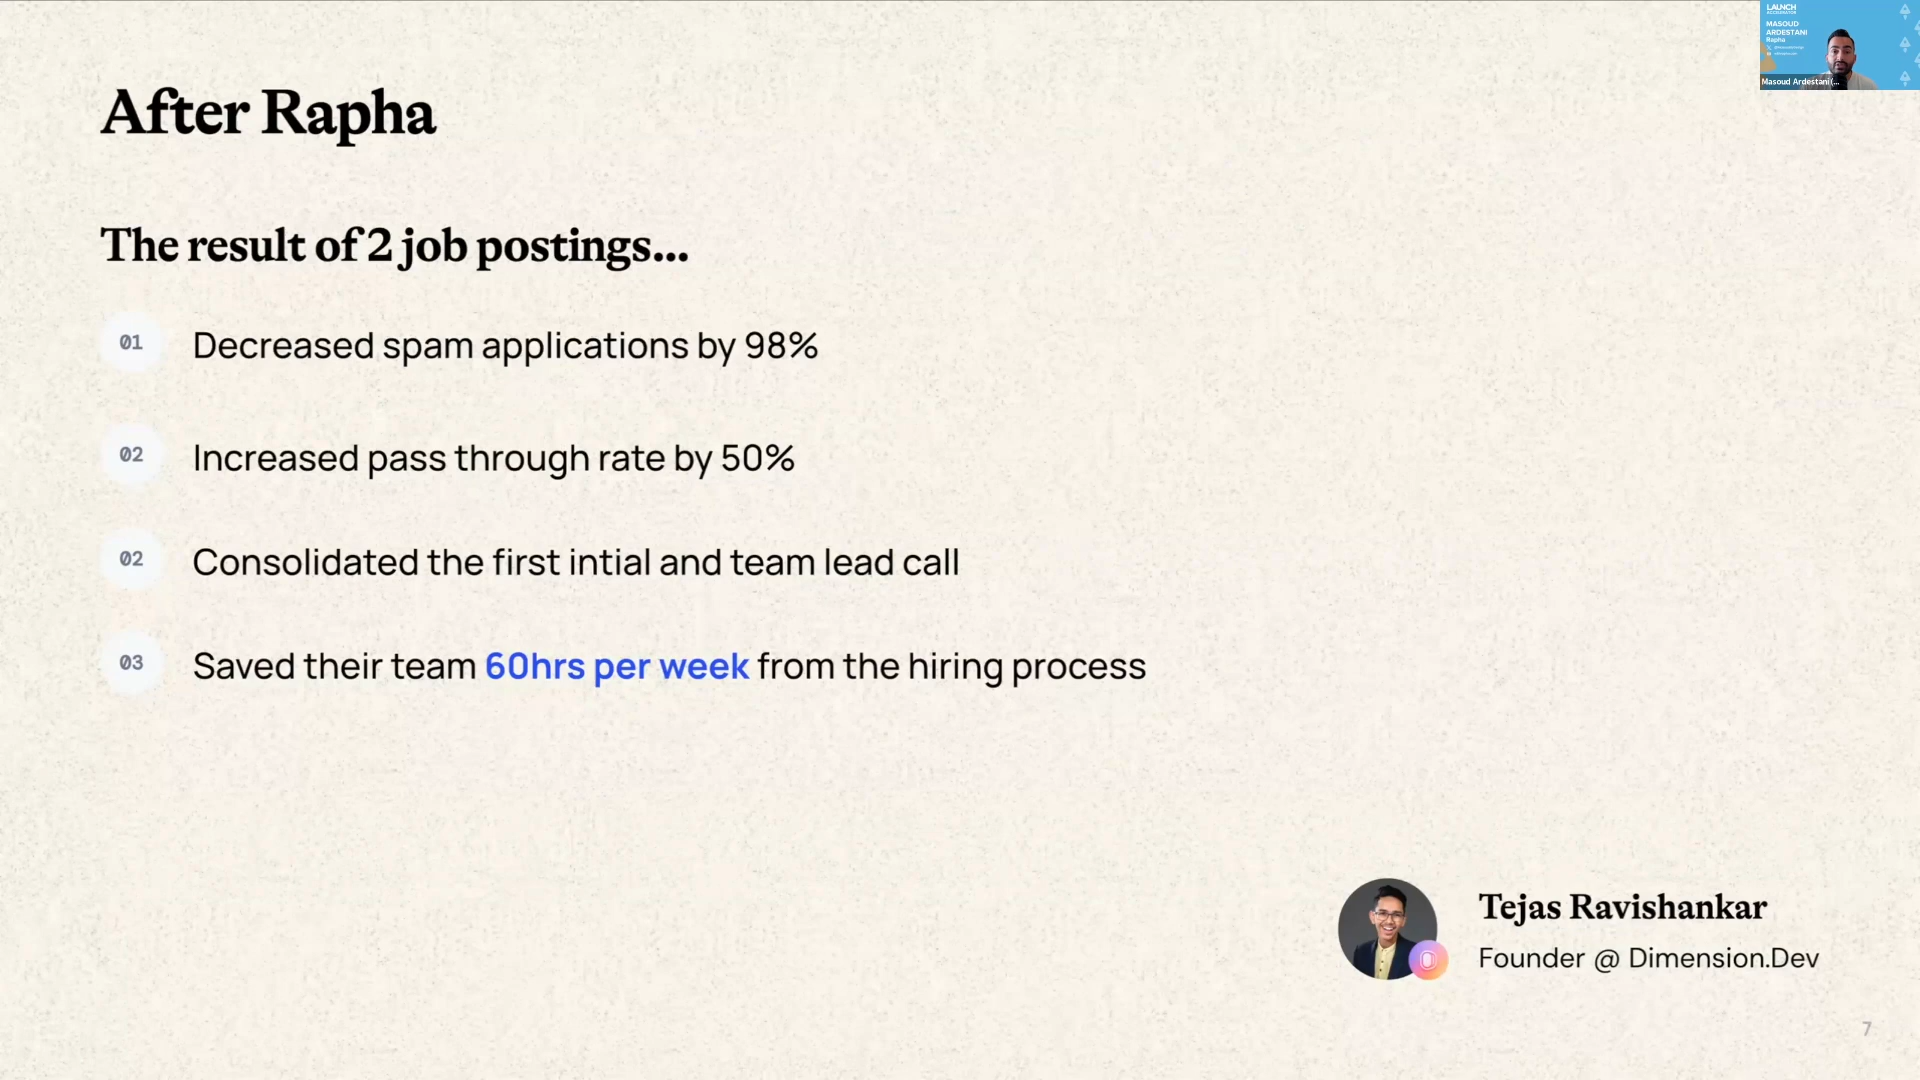 After Rapha
The result of 2 job postings...
01 Decreased spam applications by 98%
02 Increased pass through rate by 50%
02 Consolidated the first intial and team lead call
03 Saved their team 60hrs per week from the hiring process
Tejas Ravishankar
Founder @ Dimension.Dev
7
LAUNCH
ACCELERATOR
MASOUD
ARDESTANI
Rapha
Masoud Ardestani (...